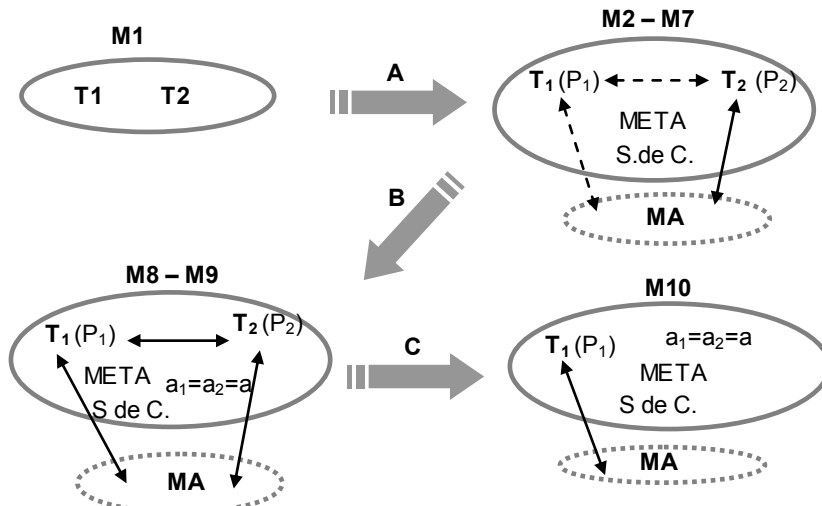 M1
T1 T2
A
M2 – M7
T₁(P₁) T₂ (P₂)
META
S.de C.
MA
B
M8 – M9
T₁(P₁) T₂(P₂)
META a₁=a₂=a
S de C.
MA
C
M10
T₁(P₁) a₁=a₂=a
META
S de C.
MA